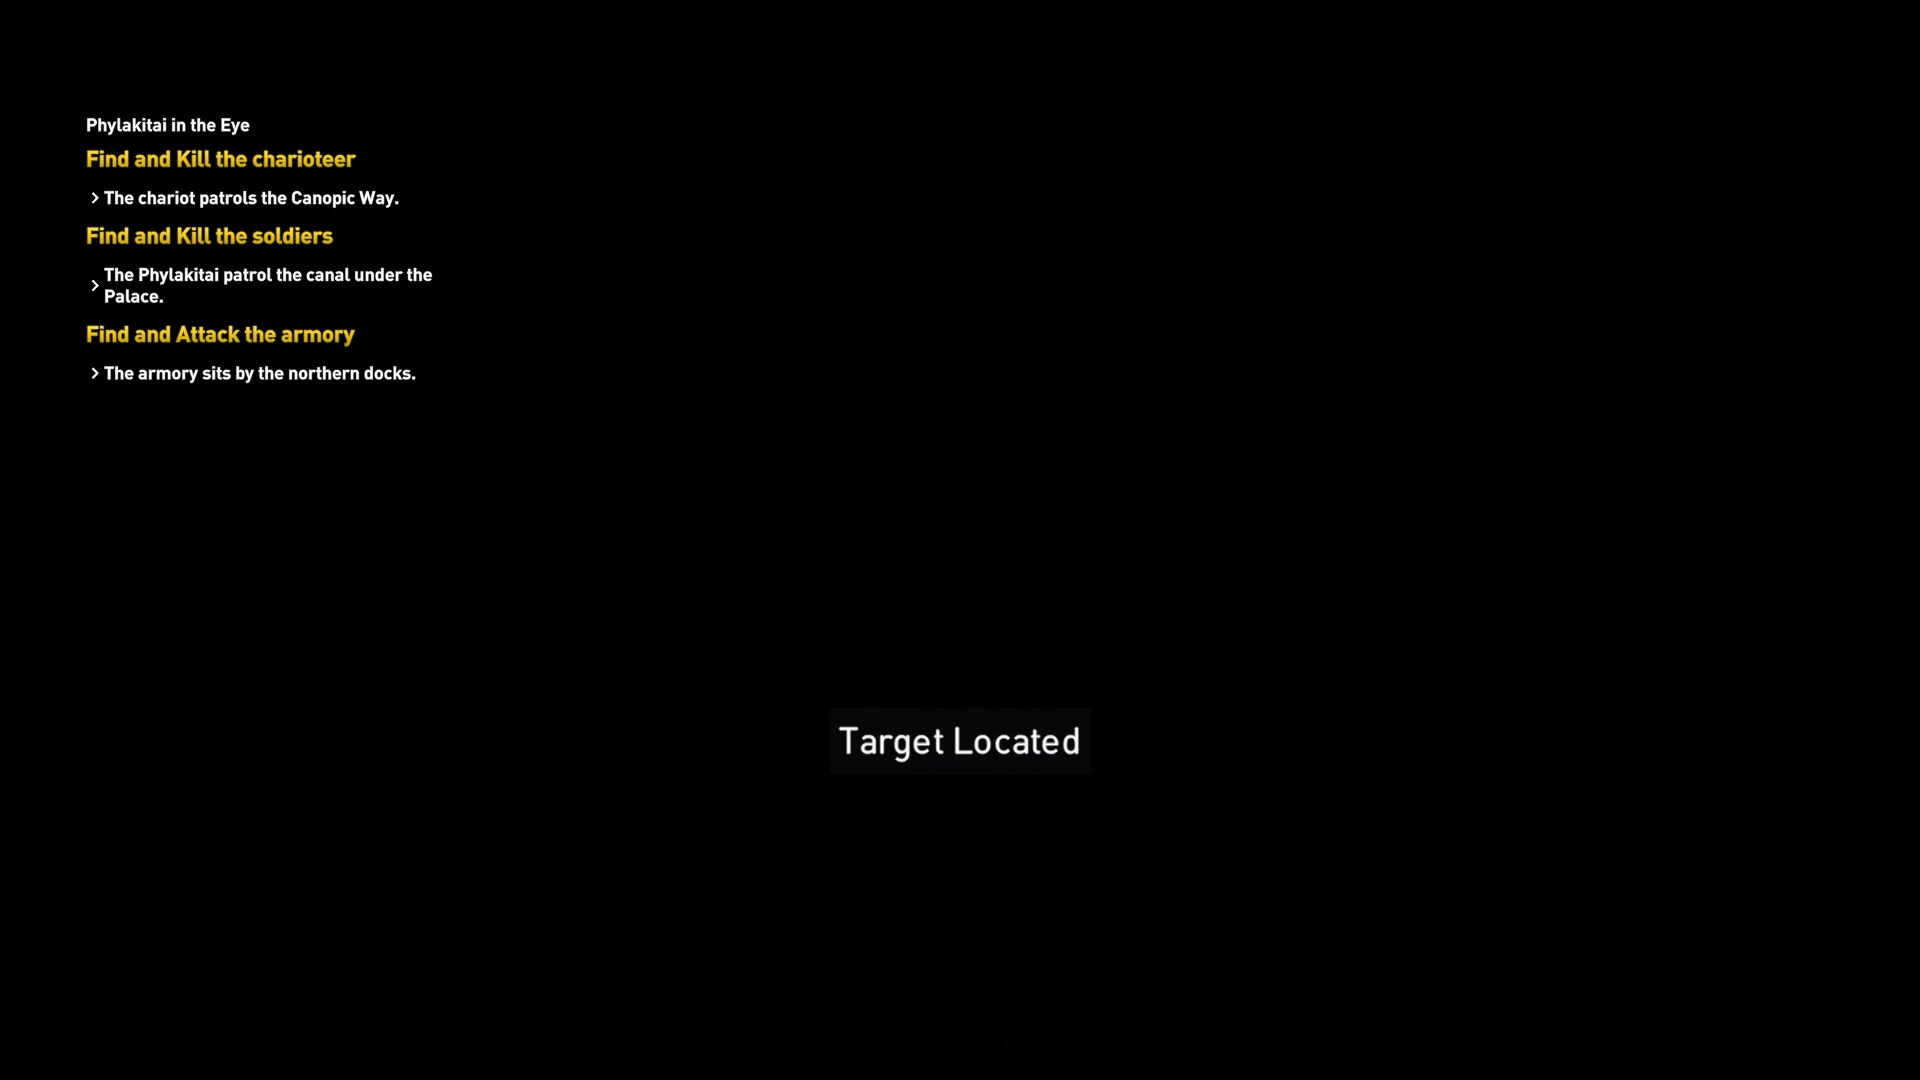 Phylakitai in the Eye
Find and Kill the charioteer
The chariot patrols the Canopic Way.
Find and Kill the soldiers
The Phylakitai patrol the canal under the
Palace.
Find and Attack the armory
The armory sits by the northern docks.
Target Located